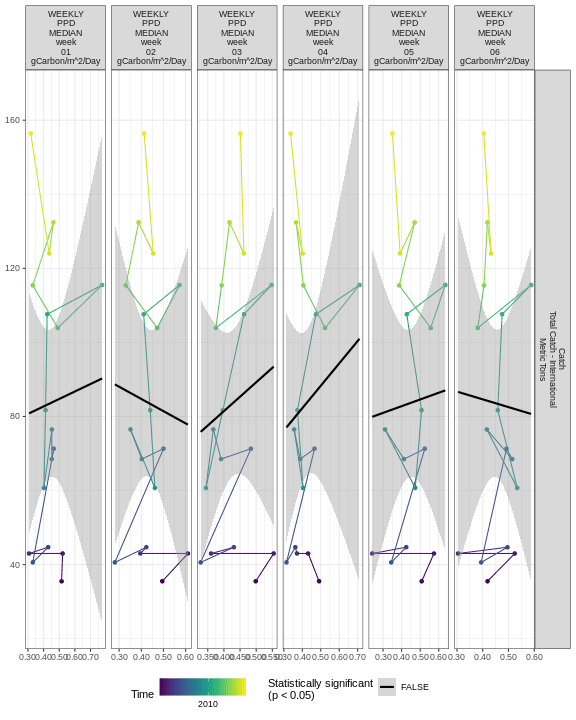 WEEKLY
PPD
MEDIAN
week
01
gCarbon/m^2/Day
WEEKLY
PPD
MEDIAN
week
02
gCarbon/m^2/Day
WEEKLY
PPD
MEDIAN
week
03
gCarbon/m^2/Day
WEEKLY
PPD
MEDIAN
week
04
gCarbon/m^2/Day
WEEKLY
PPD
MEDIAN
week
05
gCarbon/m^2/Day
WEEKLY
PPD
MEDIAN
week
06
gCarbon/m^2/Day
160
120
80
40
Catch
Total Catch - International
Metric Tons
0.30 0.40 0.50 0.60 0.70
0.30 0.40 0.50 0.60
0.350 0.400 0.450 0.500 0.550
0.30 0.40 0.50 0.60 0.70
0.30 0.40 0.50 0.60
0.30 0.40 0.50 0.60
Time
2010
Statistically significant
(p < 0.05)
FALSE